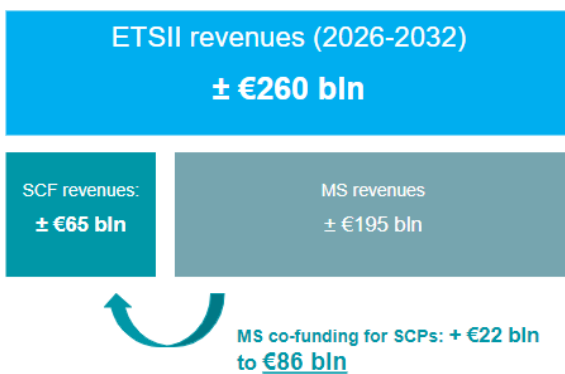 ETSII revenues (2026-2032)
± €260 bln
SCF revenues:
± €65 bln
MS revenues
± €195 bln
MS co-funding for SCPs: + €22 bln
to €86 bln